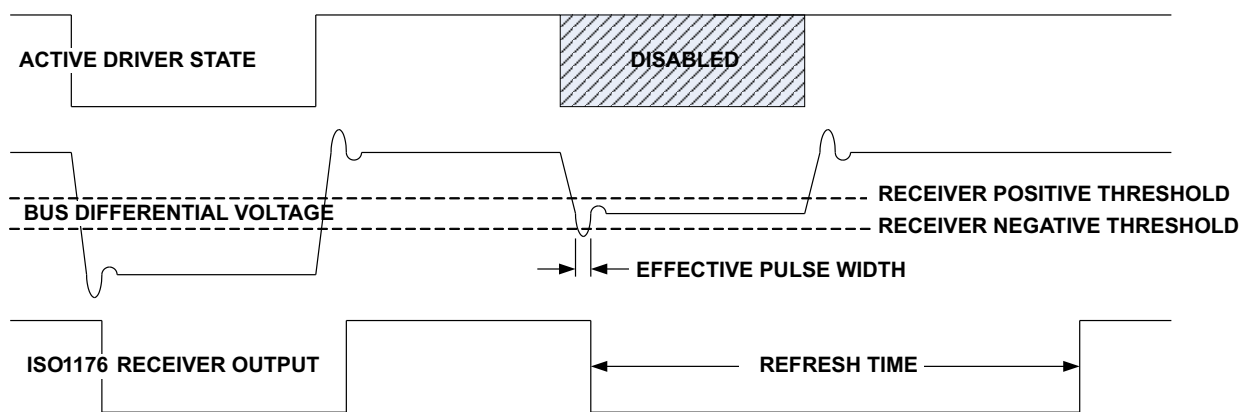 ACTIVE DRIVER STATE
DISABLED
RECEIVER POSITIVE THRESHOLD
BUS DIFFERENTIAL VOLTAGE
RECEIVER NEGATIVE THRESHOLD
EFFECTIVE PULSE WIDTH
ISO1176 RECEIVER OUTPUT
REFRESH TIME